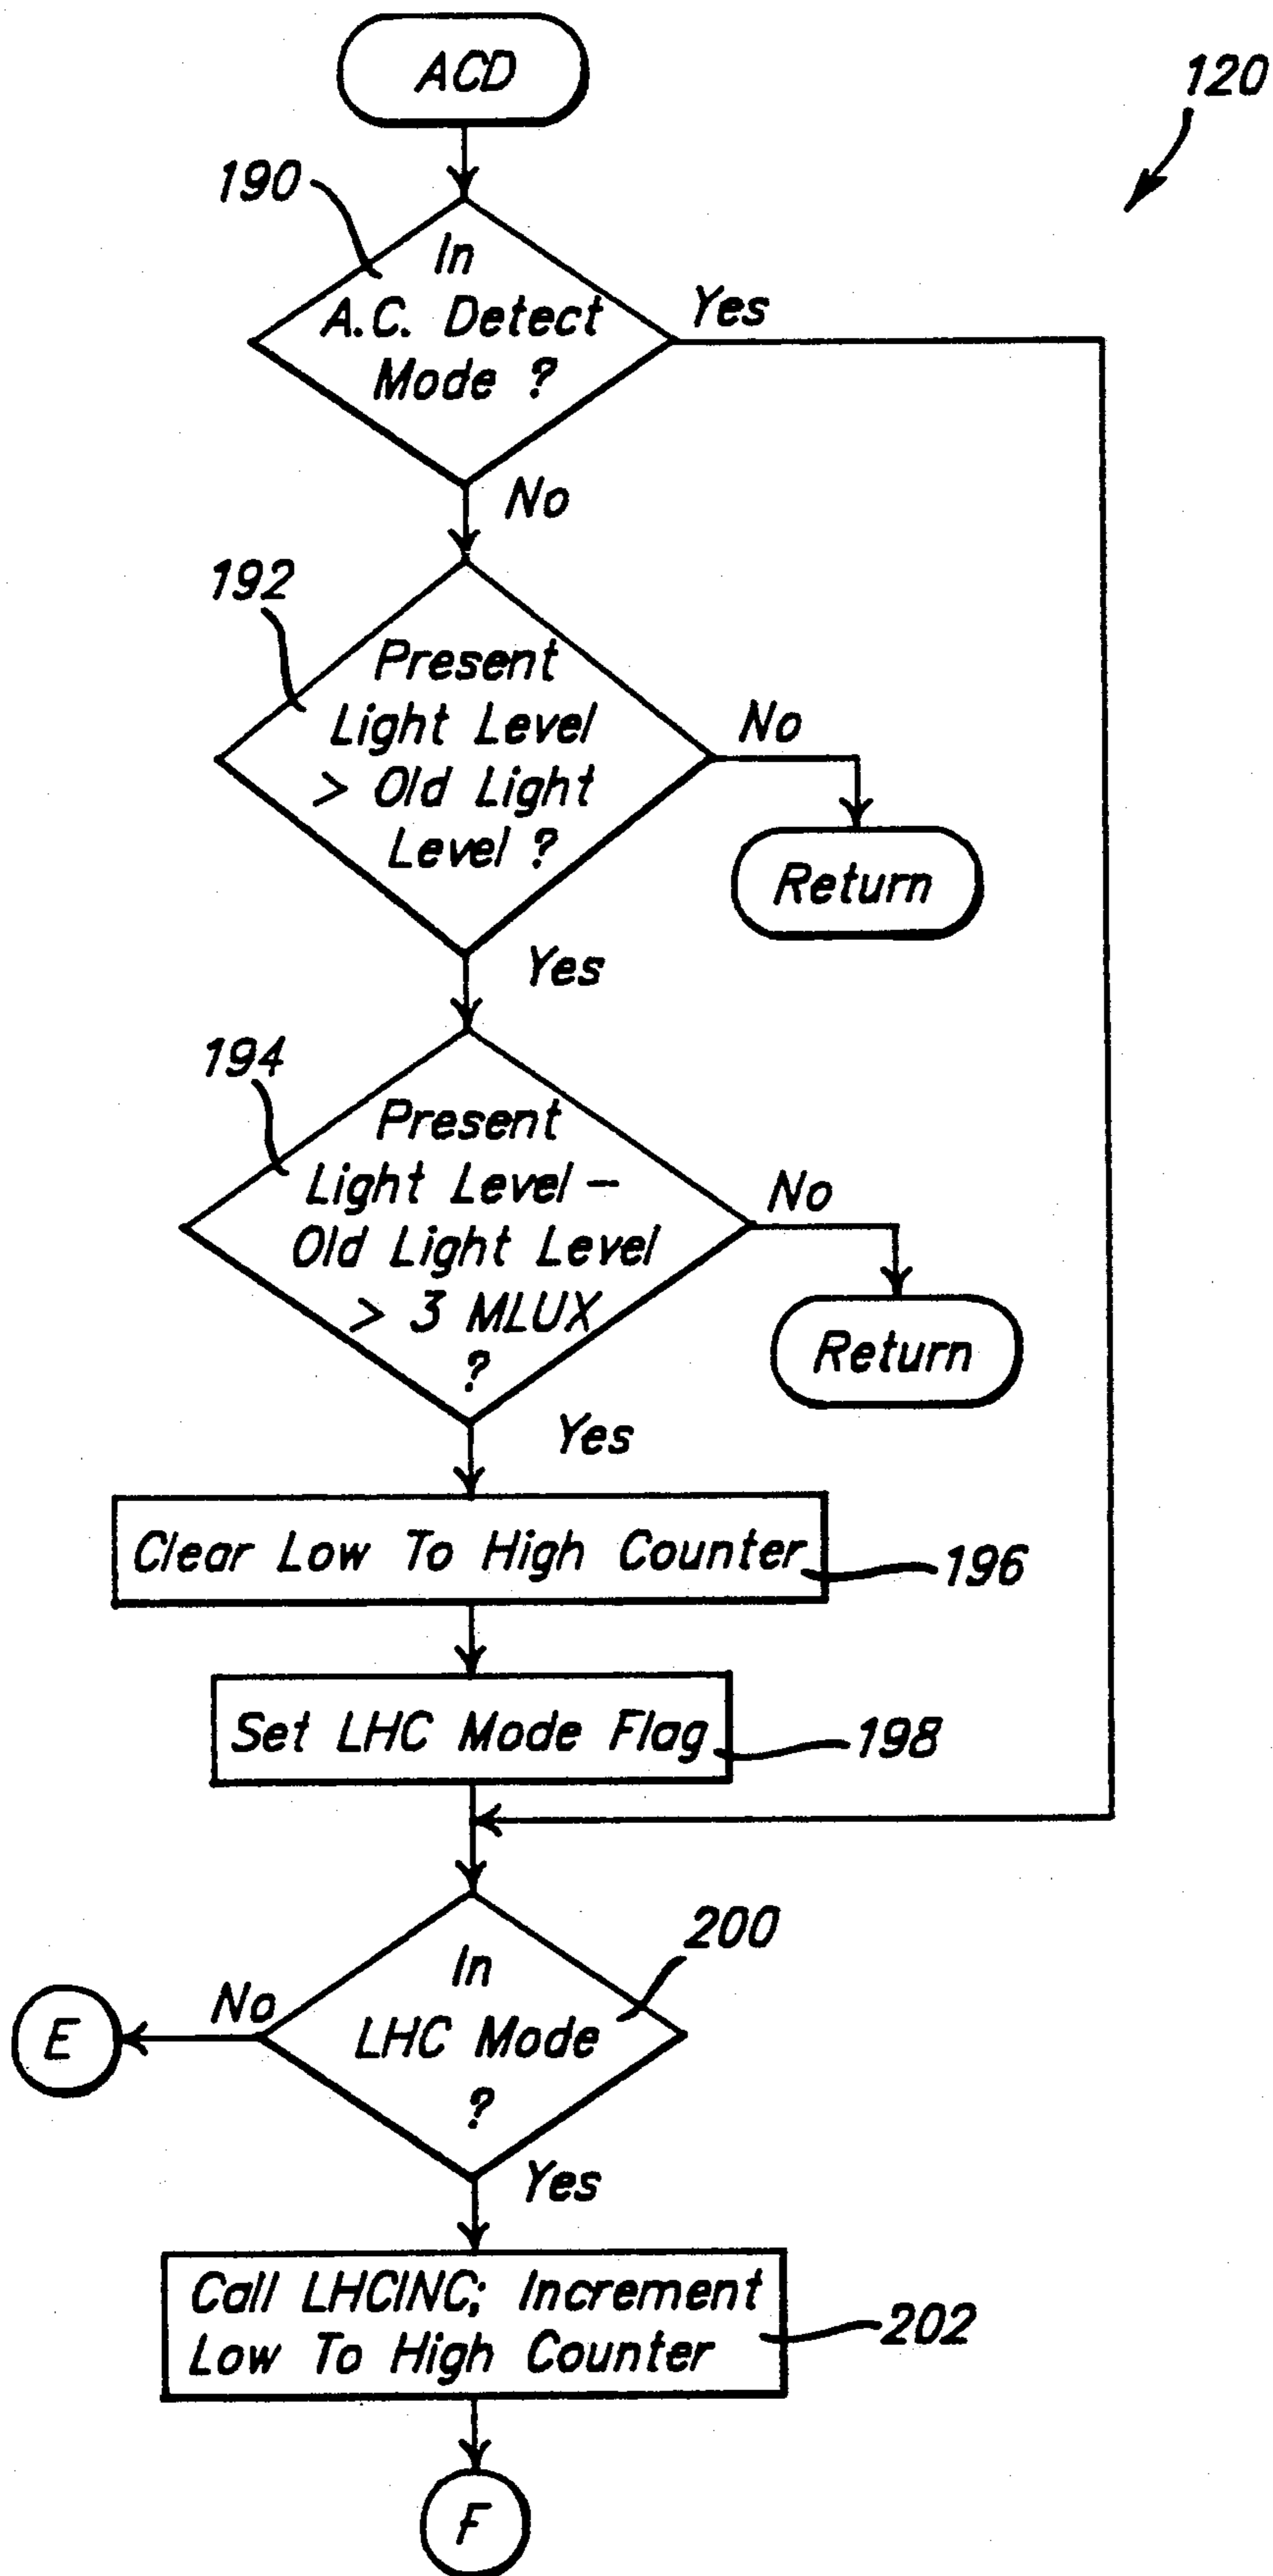 ACD
120
190
In
A.C. Detect
Mode ?
Yes
No
192
Present
Light Level
> Old Light
Level ?
No
Return
Yes
194
Present
Light Level –
Old Light Level
> 3 MLUX
?
No
Return
Yes
Clear Low To High Counter
196
Set LHC Mode Flag
198
200
In
LHC Mode
?
No
E
Yes
Call LHCINC; Increment
Low To High Counter
202
F